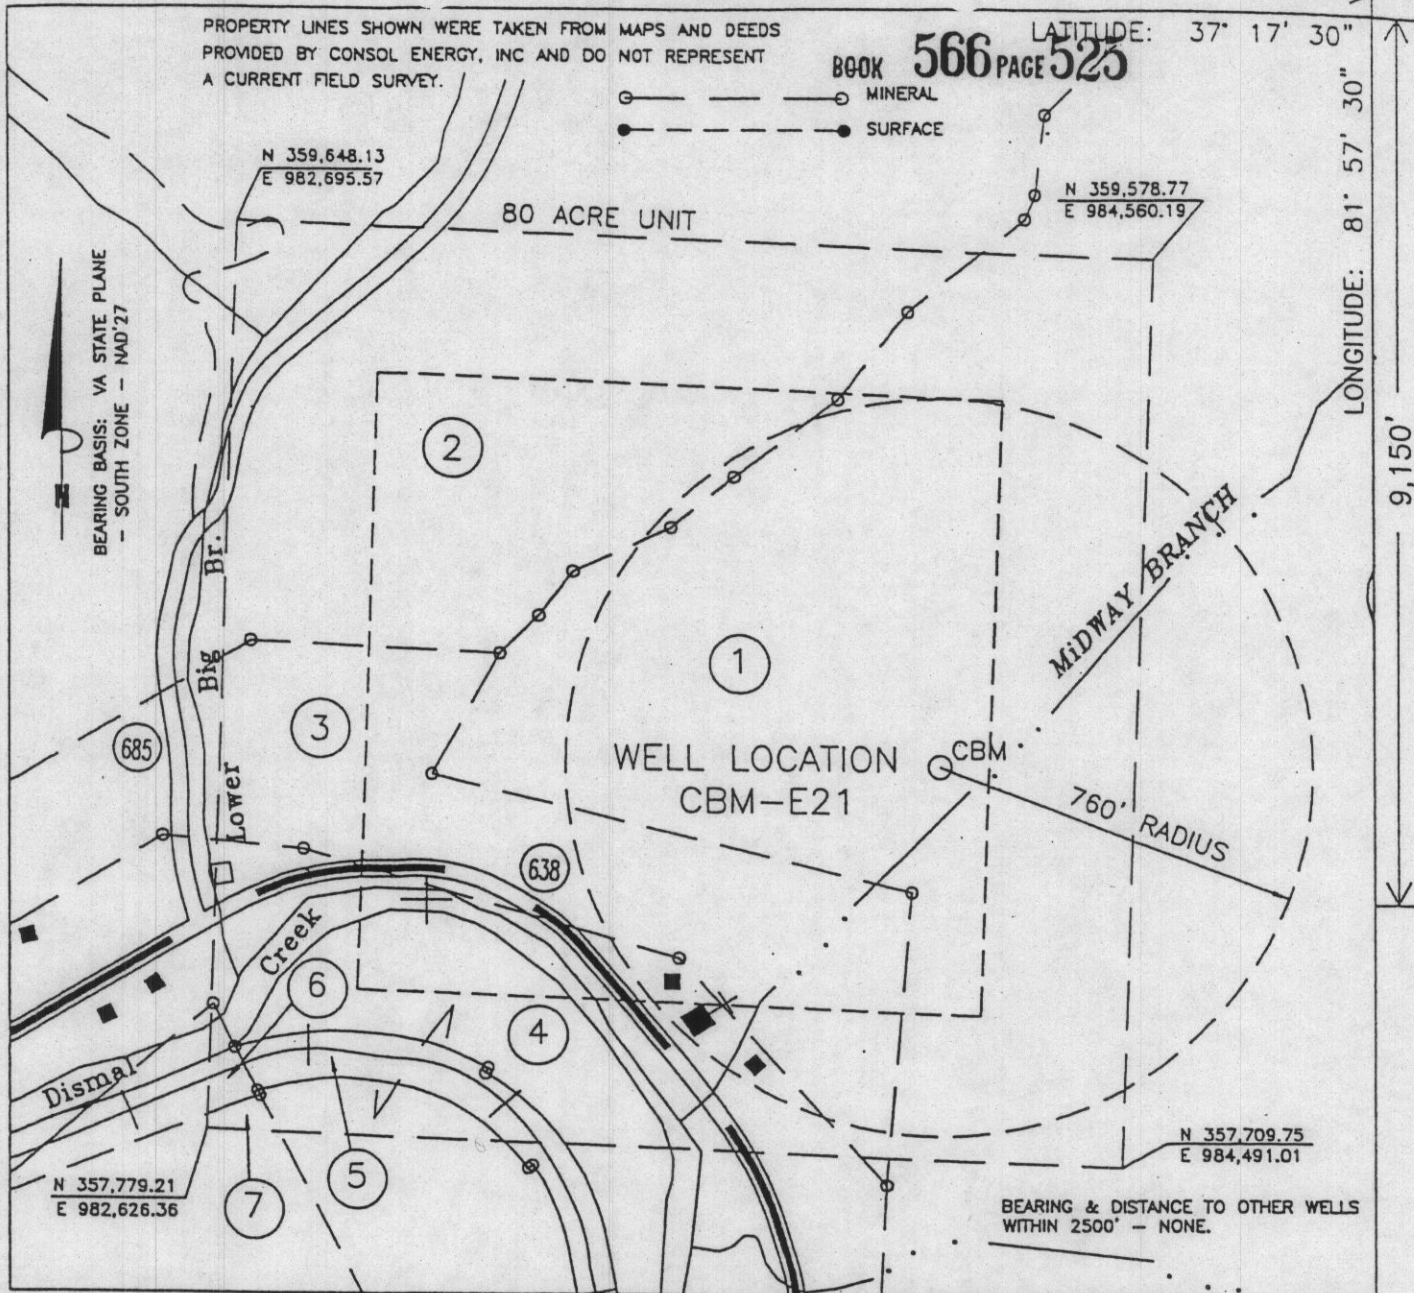 PROPERTY LINES SHOWN WERE TAKEN FROM MAPS AND DEEDS
PROVIDED BY CONSOL ENERGY, INC AND DO NOT REPRESENT
A CURRENT FIELD SURVEY.
LATITUDE: 37° 17' 30"
BOOK 566 PAGE 525
MINERAL
SURFACE
LONGITUDE: 81° 57' 30"
9,150'
N 359,648.13
E 982,695.57
N 359,578.77
E 984,560.19
80 ACRE UNIT
BEARING BASIS: VA STATE PLANE
- SOUTH ZONE - NAD'27
N
2
MiDWAY BRANCH
1
3
685
Lower Big Br.
WELL LOCATION
CBM-E21
CBM
760' RADIUS
638
Creek
6
4
Dismal
5
7
N 357,779.21
E 982,626.36
N 357,709.75
E 984,491.01
BEARING & DISTANCE TO OTHER WELLS
WITHIN 2500' - NONE.